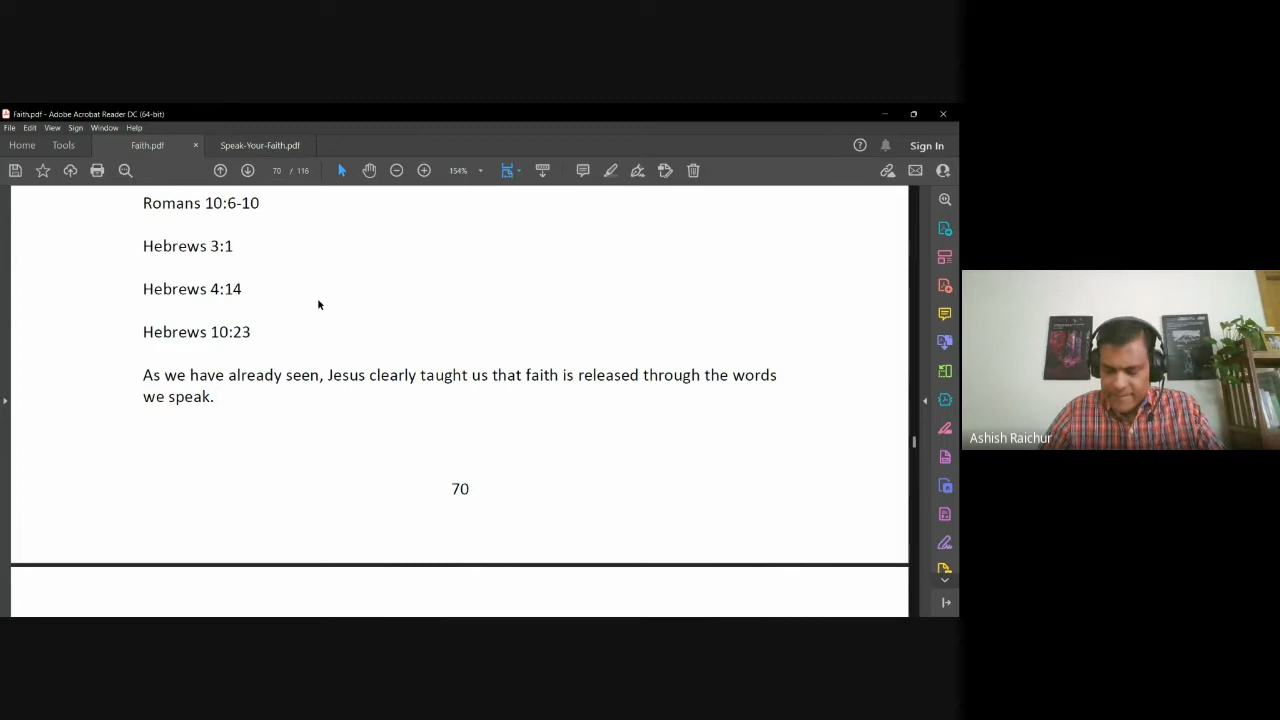 Faith.pdf - Adobe Acrobat Reader DC (64-bit)
File Edit View Sign Window Help
Home Tools Faith.pdf × Speak-Your-Faith.pdf Sign In
70 / 116 154%
Romans 10:6-10
Hebrews 3:1
Hebrews 4:14
Hebrews 10:23
As we have already seen, Jesus clearly taught us that faith is released through the words
we speak.
70
Ashish Raichur